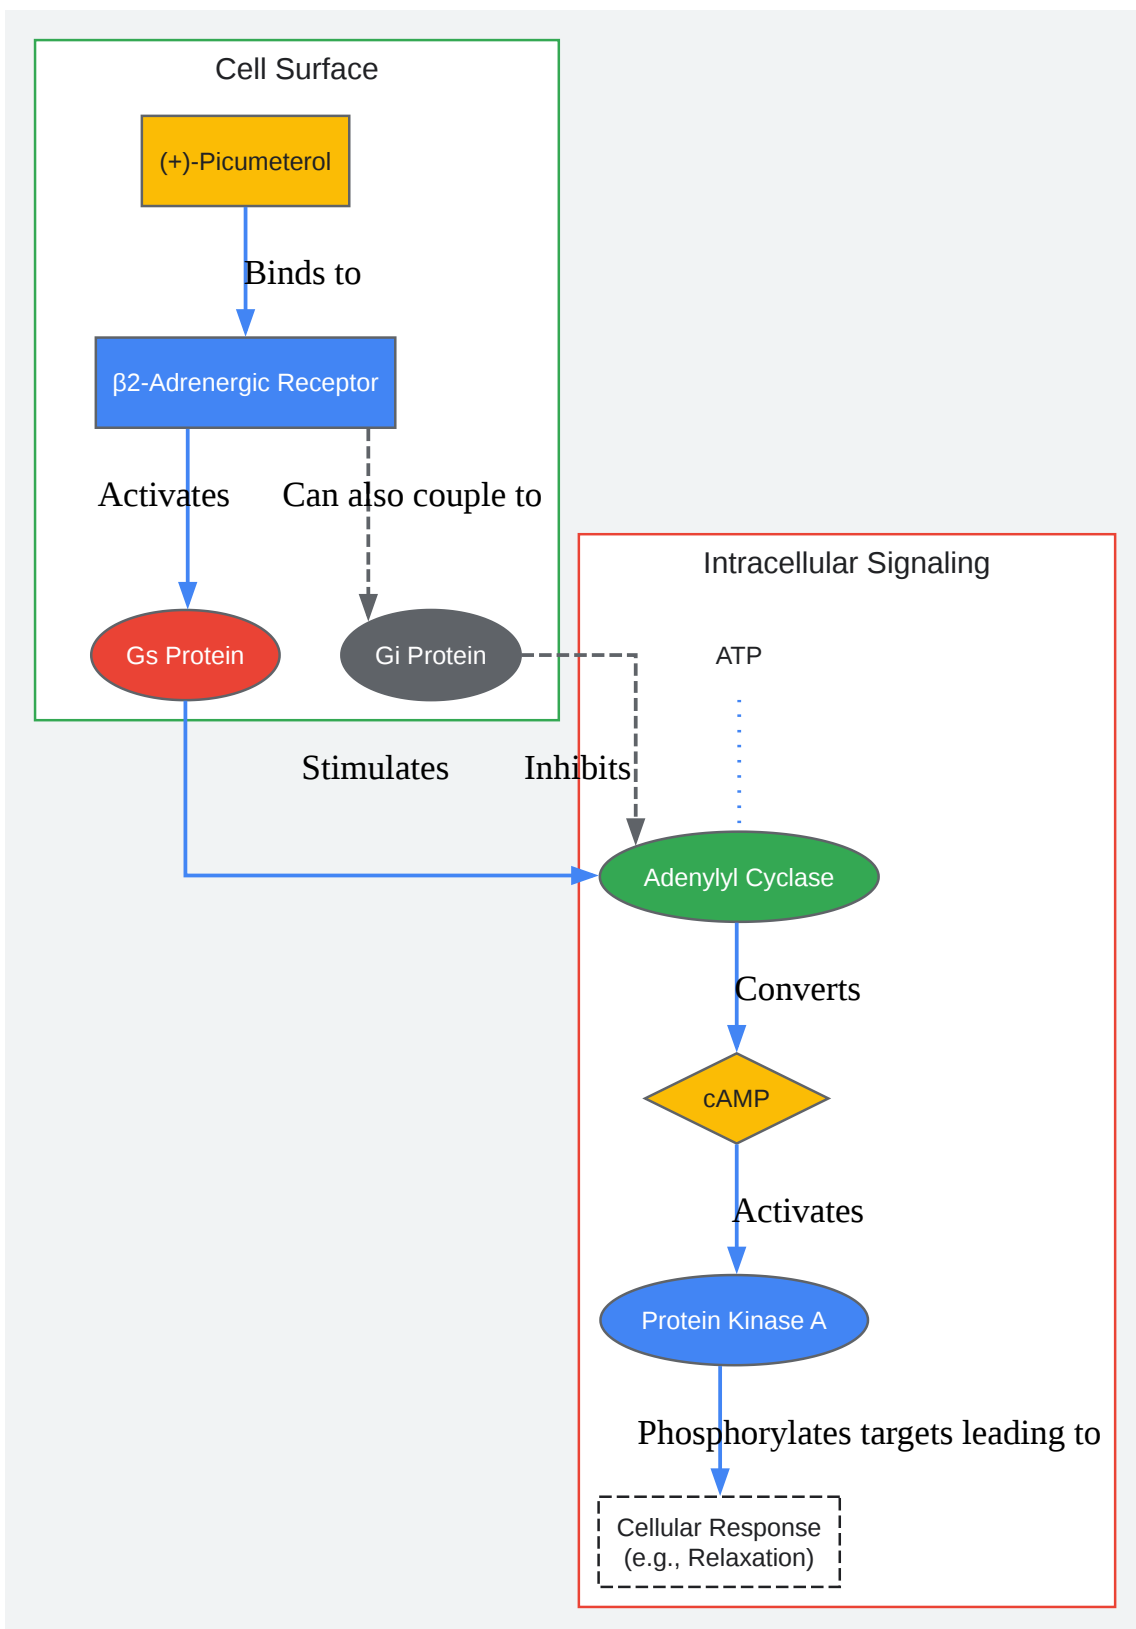 Cell Surface
(+)-Picumeterol
Binds to
β2-Adrenergic Receptor
Activates
Can also couple to
Gs Protein
Gi Protein
Stimulates
Inhibits
Intracellular Signaling
ATP
Adenylyl Cyclase
Converts
cAMP
Activates
Protein Kinase A
Phosphorylates targets leading to
Cellular Response
(e.g., Relaxation)